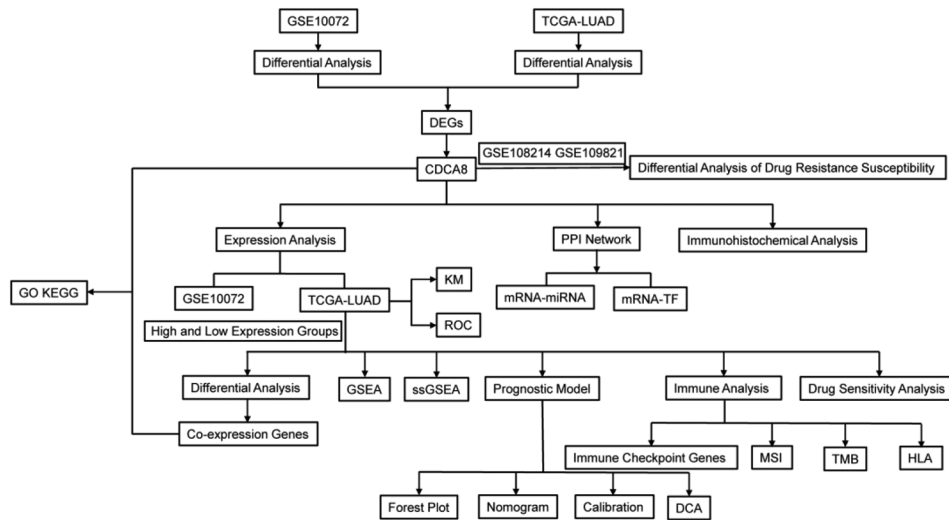 GSE10072
TCGA-LUAD
Differential Analysis
Differential Analysis
DEGs
GSE108214 GSE109821
CDCA8
Differential Analysis of Drug Resistance Susceptibility
Expression Analysis
PPI Network
Immunohistochemical Analysis
KM
GO KEGG
GSE10072
TCGA-LUAD
mRNA-miRNA
mRNA-TF
ROC
High and Low Expression Groups
Differential Analysis
GSEA
ssGSEA
Prognostic Model
Immune Analysis
Drug Sensitivity Analysis
Co-expression Genes
Immune Checkpoint Genes
MSI
TMB
HLA
Forest Plot
Nomogram
Calibration
DCA